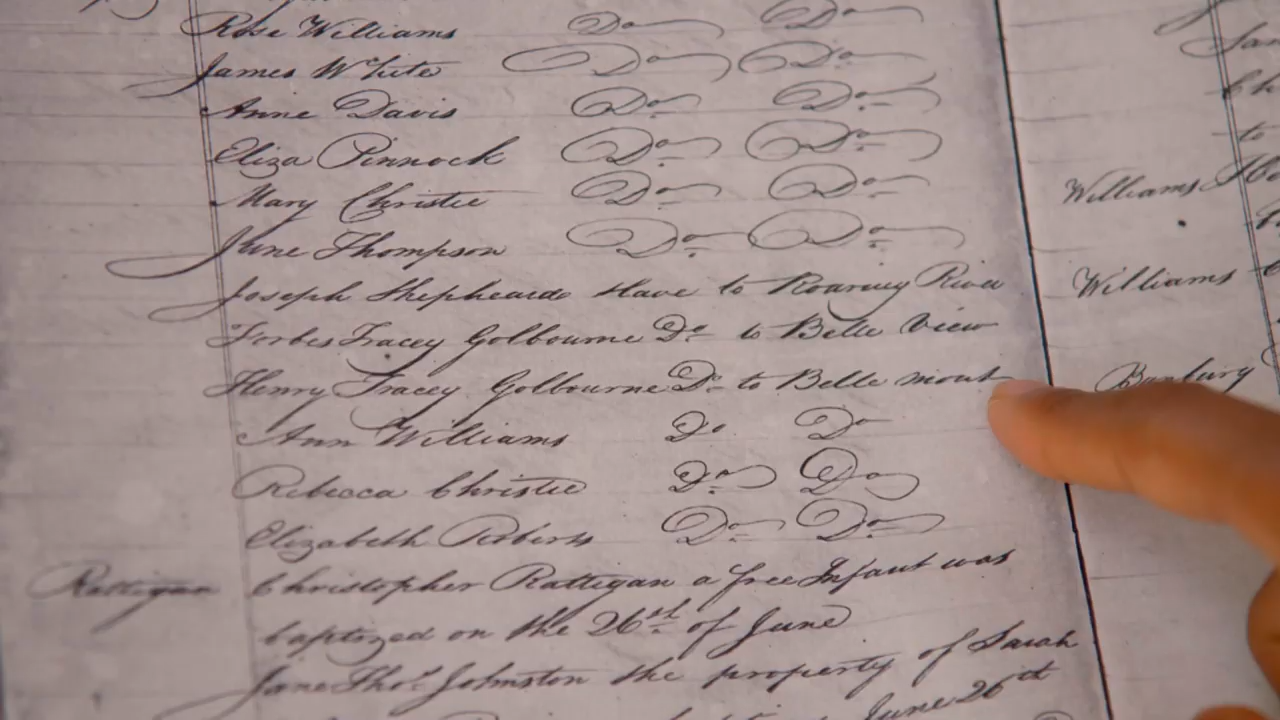 Rose Williams Do Do
James White Do Do
Anne Davis Do Do
Eliza Pinnock Do Do
Mary Christie Do Do
Jane Thompson Do Do
Joseph Shepheard Slave to Roaring River
Forbes Tracey Golbourne Do to Belle View
Henry Tracey Golbourne Do to Belle mont
Ann Williams Do Do
Rebecca Christie Do Do
Elizabeth Roberts Do Do
Rattigan Christopher Rattigan a free Infant was
baptozed on the 26st of June
Jane Thos. Johnston the property of Sarah
June 26th
to
Williams
Williams
Banbury